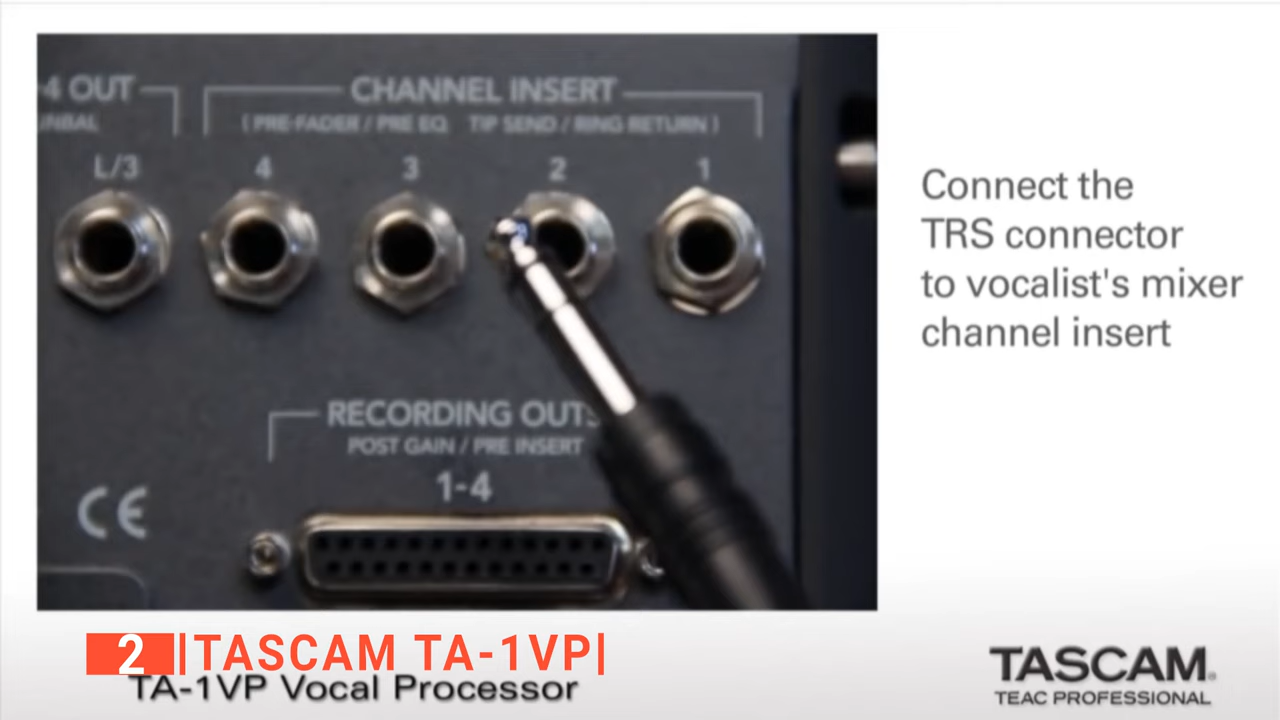 -4 OUT
CHANNEL INSERT
( PRE-FADER / PRE EQ TIP SEND / RING RETURN )
L/3
4
3
2
1
RECORDING OUTS
POST GAIN / PRE INSERT
1-4
CE
Connect the
TRS connector
to vocalist's mixer
channel insert
2 |TASCAM TA-1VP|
TA-1VP Vocal Processor
TASCAM
TEAC PROFESSIONAL